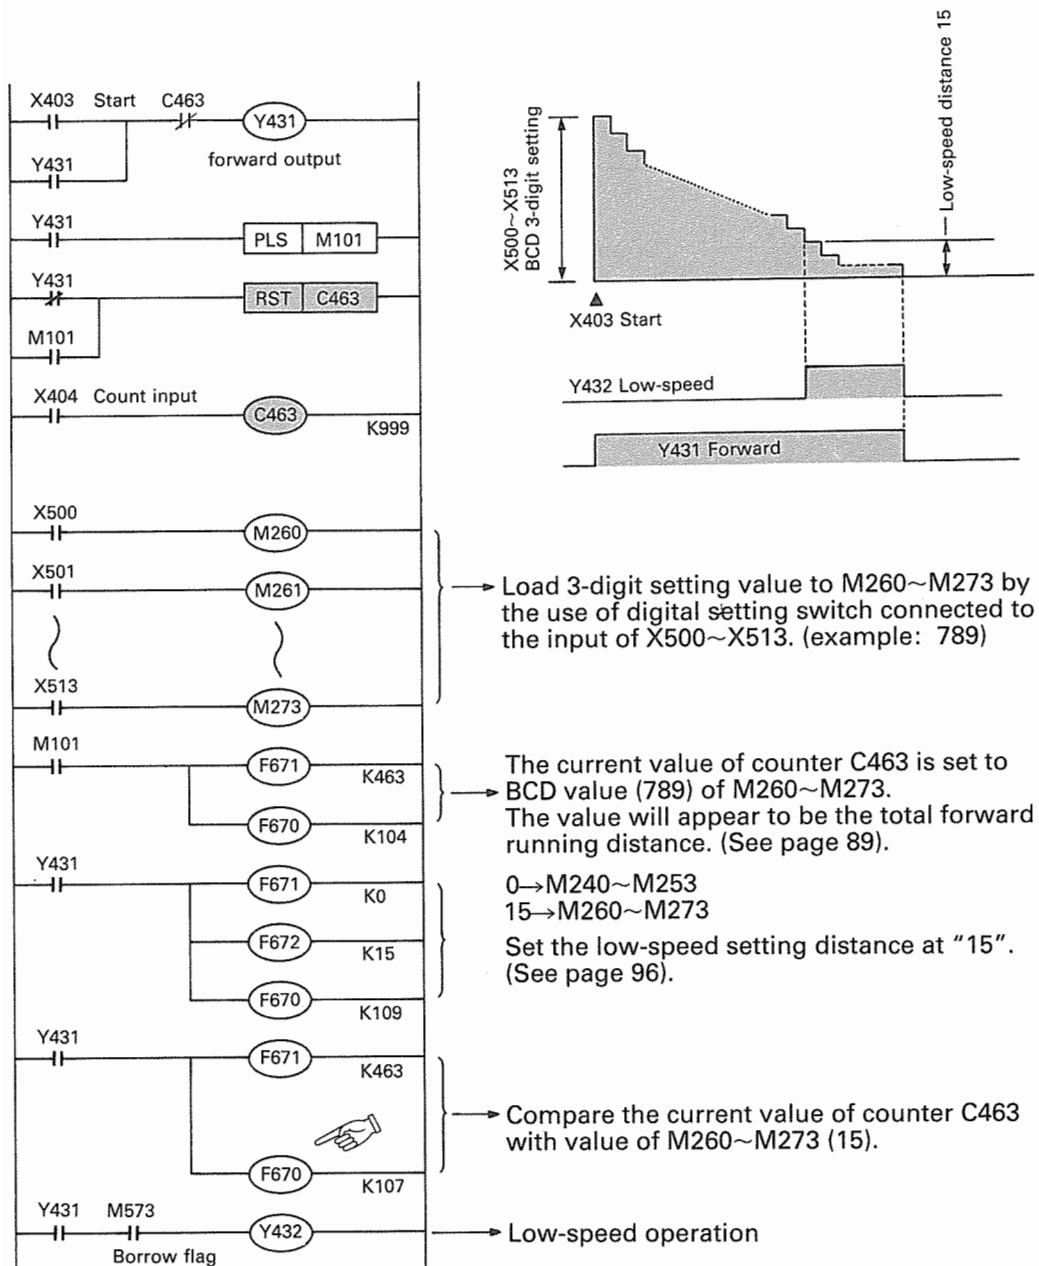 X403 Start C463
Y431
Y431
forward output
Y431
PLS M101
Y431
RST C463
M101
X404 Count input
C463
K999
X500~X513
BCD 3-digit setting
Low-speed distance 15
X403 Start
Y432 Low-speed
Y431 Forward
X500
M260
X501
M261
X513
M273
Load 3-digit setting value to M260~M273 by
the use of digital setting switch connected to
the input of X500~X513. (example: 789)
M101
F671
K463
F670
K104
The current value of counter C463 is set to
BCD value (789) of M260~M273.
The value will appear to be the total forward
running distance. (See page 89).
Y431
F671
K0
F672
K15
F670
K109
0→M240~M253
15→M260~M273
Set the low-speed setting distance at "15".
(See page 96).
Y431
F671
K463
F670
K107
Compare the current value of counter C463
with value of M260~M273 (15).
Y431 M573
Y432
Borrow flag
Low-speed operation